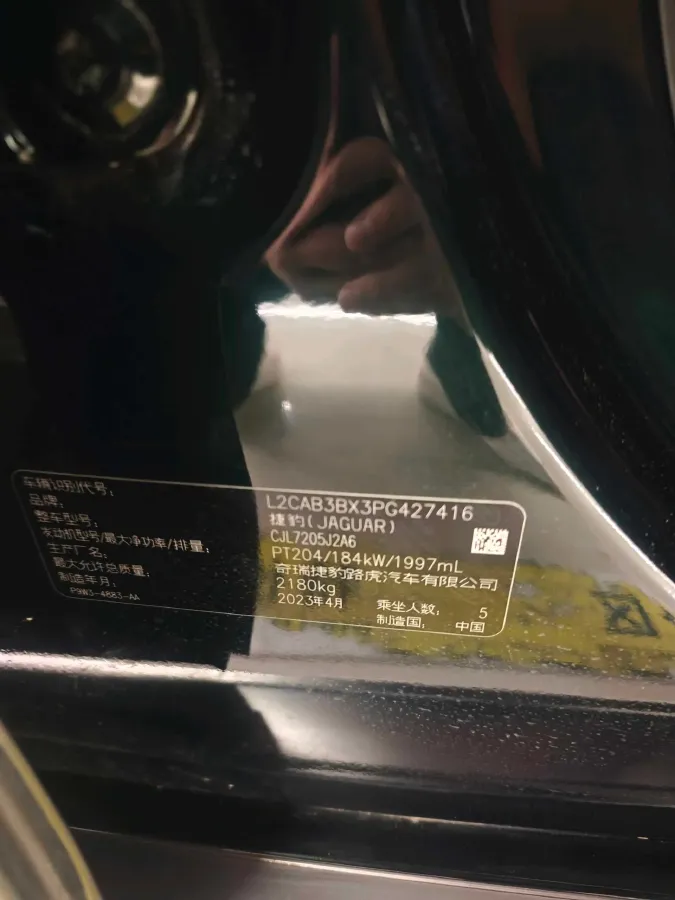 车辆识别代号: L2CAB3BX3PG427416
品牌: 捷豹(JAGUAR)
整车型号: CJL7205J2A6
发动机型号/最大净功率/排量: PT204/184kW/1997mL
生产厂名: 奇瑞捷豹路虎汽车有限公司
最大允许总质量: 2180kg
制造年月: 2023年4月 乘坐人数: 5
P9W3-4883-AA 制造国: 中国